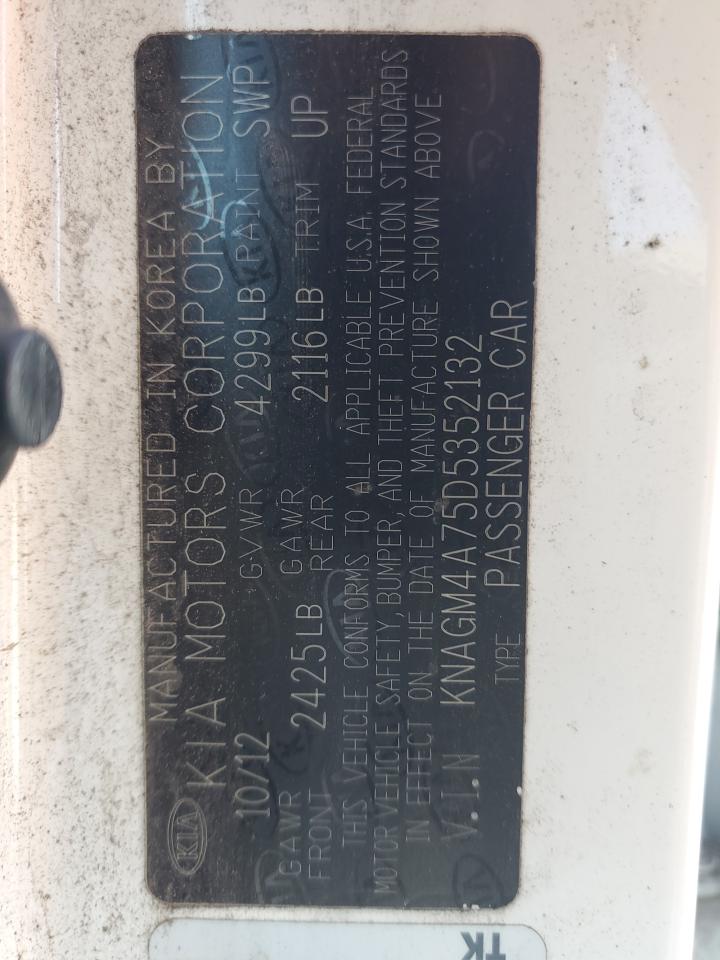 KIA
MANUFACTURED IN KOREA BY
KIA MOTORS CORPORATION
10/12 GVWR 4299LB PAINT SWP
GAWR FRONT 2425LB GAWR REAR 2116LB TRIM UP
THIS VEHICLE CONFORMS TO ALL APPLICABLE U.S.A. FEDERAL
MOTOR VEHICLE SAFETY, BUMPER, AND THEFT PREVENTION STANDARDS
IN EFFECT ON THE DATE OF MANUFACTURE SHOWN ABOVE.
V.I.N KNAGM4A75D5352132
TYPE PASSENGER CAR
TK